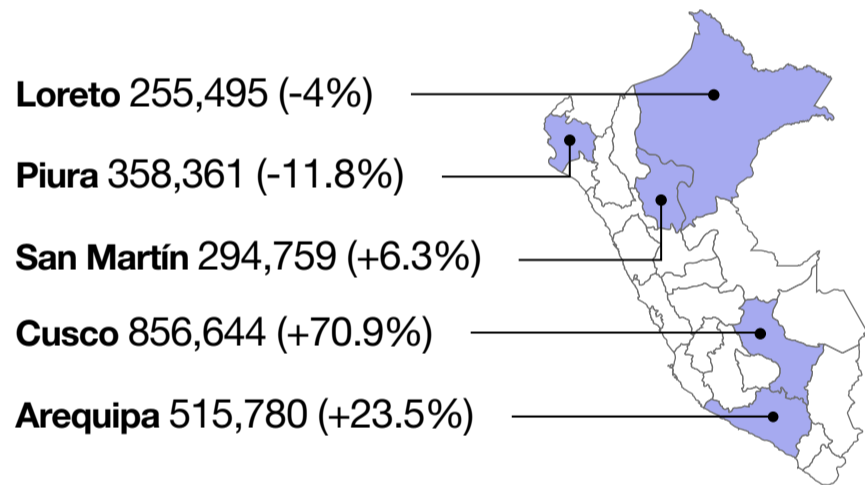 Loreto 255,495 (-4%)
Piura 358,361 (-11.8%)
San Martín 294,759 (+6.3%)
Cusco 856,644 (+70.9%)
Arequipa 515,780 (+23.5%)